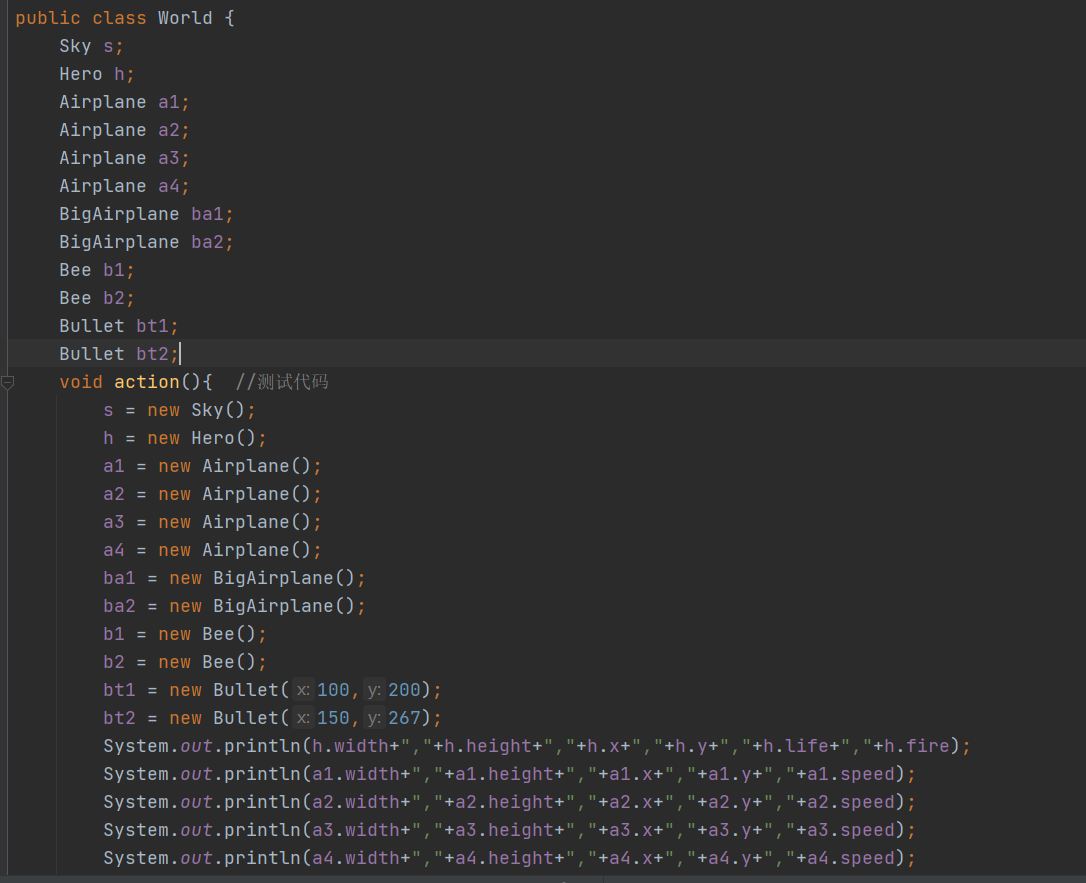 public class World {
    Sky s;
    Hero h;
    Airplane a1;
    Airplane a2;
    Airplane a3;
    Airplane a4;
    BigAirplane ba1;
    BigAirplane ba2;
    Bee b1;
    Bee b2;
    Bullet bt1;
    Bullet bt2;
    void action(){  //测试代码
        s = new Sky();
        h = new Hero();
        a1 = new Airplane();
        a2 = new Airplane();
        a3 = new Airplane();
        a4 = new Airplane();
        ba1 = new BigAirplane();
        ba2 = new BigAirplane();
        b1 = new Bee();
        b2 = new Bee();
        bt1 = new Bullet( x: 100, y: 200);
        bt2 = new Bullet( x: 150, y: 267);
        System.out.println(h.width+","+h.height+","+h.x+","+h.y+","+h.life+","+h.fire);
        System.out.println(a1.width+","+a1.height+","+a1.x+","+a1.y+","+a1.speed);
        System.out.println(a2.width+","+a2.height+","+a2.x+","+a2.y+","+a2.speed);
        System.out.println(a3.width+","+a3.height+","+a3.x+","+a3.y+","+a3.speed);
        System.out.println(a4.width+","+a4.height+","+a4.x+","+a4.y+","+a4.speed);